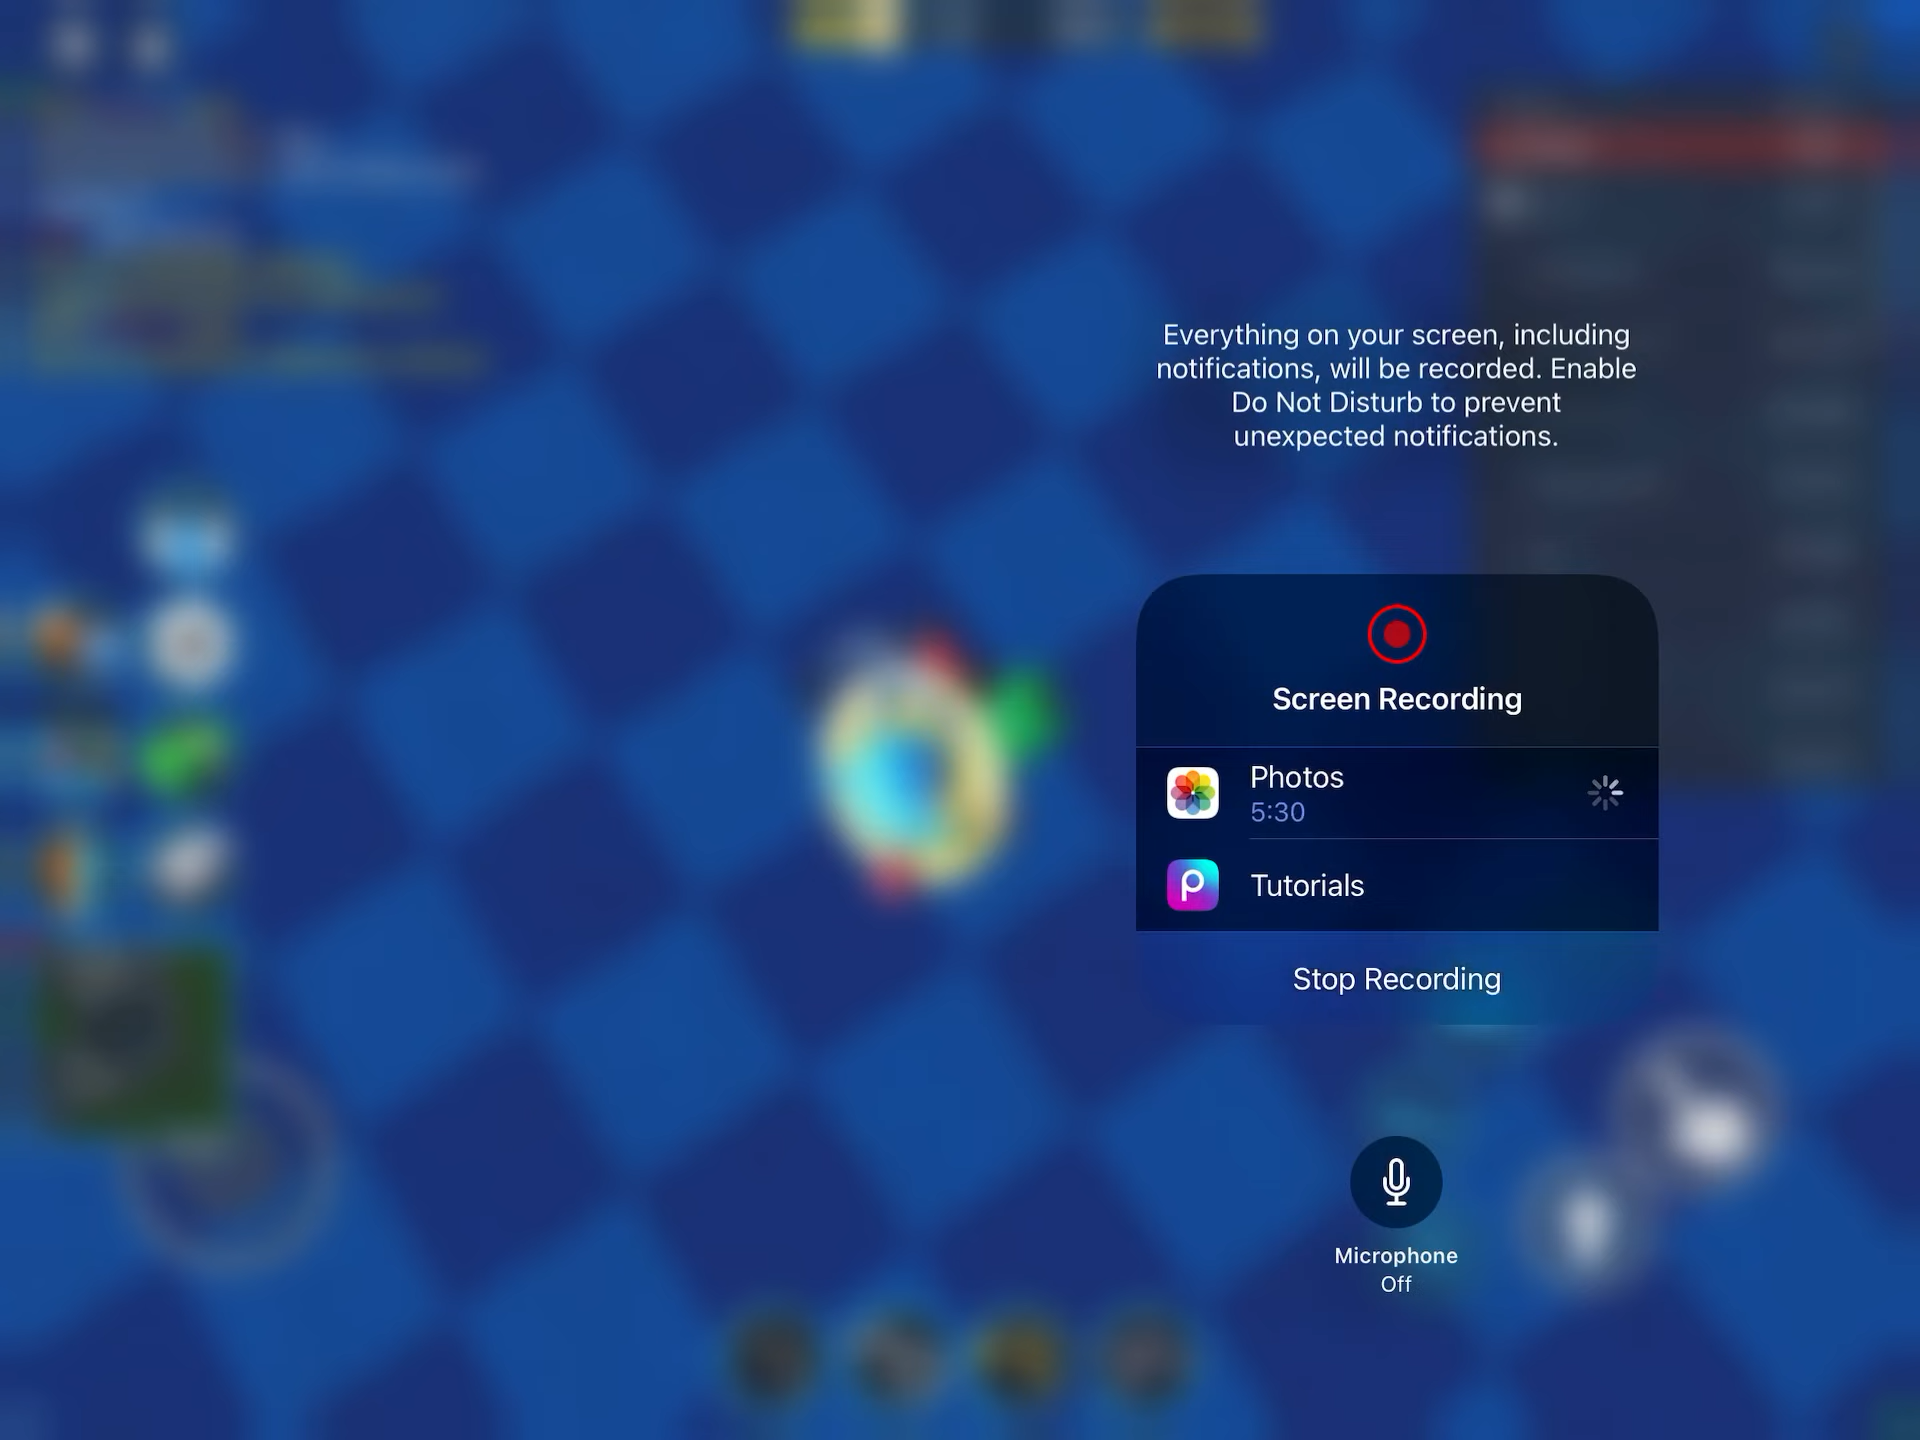 Everything on your screen, including
notifications, will be recorded. Enable
Do Not Disturb to prevent
unexpected notifications.
Screen Recording
Photos
5:30
Tutorials
Stop Recording
Microphone
Off